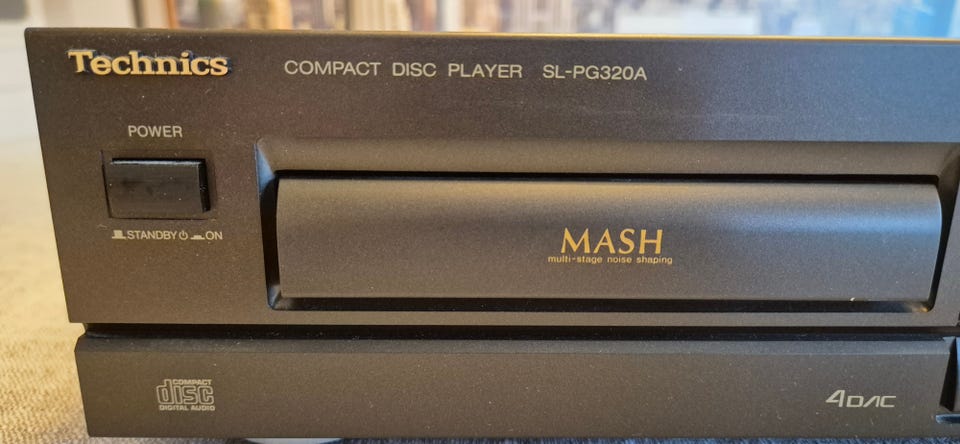 Technics
COMPACT DISC PLAYER SL-PG320A
POWER
STANDBY ⏻ ON
MASH
multi-stage noise shaping
COMPACT
disc
DIGITAL AUDIO
4DAC